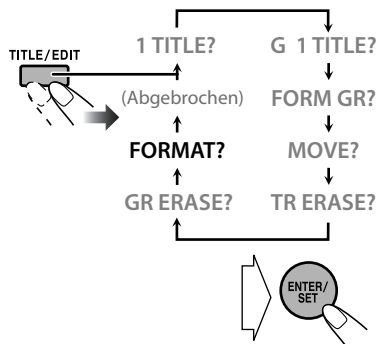 TITLE/EDIT
1 TITLE?
G 1 TITLE?
(Abgebrochen)
FORM GR?
FORMAT?
MOVE?
GR ERASE?
TR ERASE?
ENTER/
SET